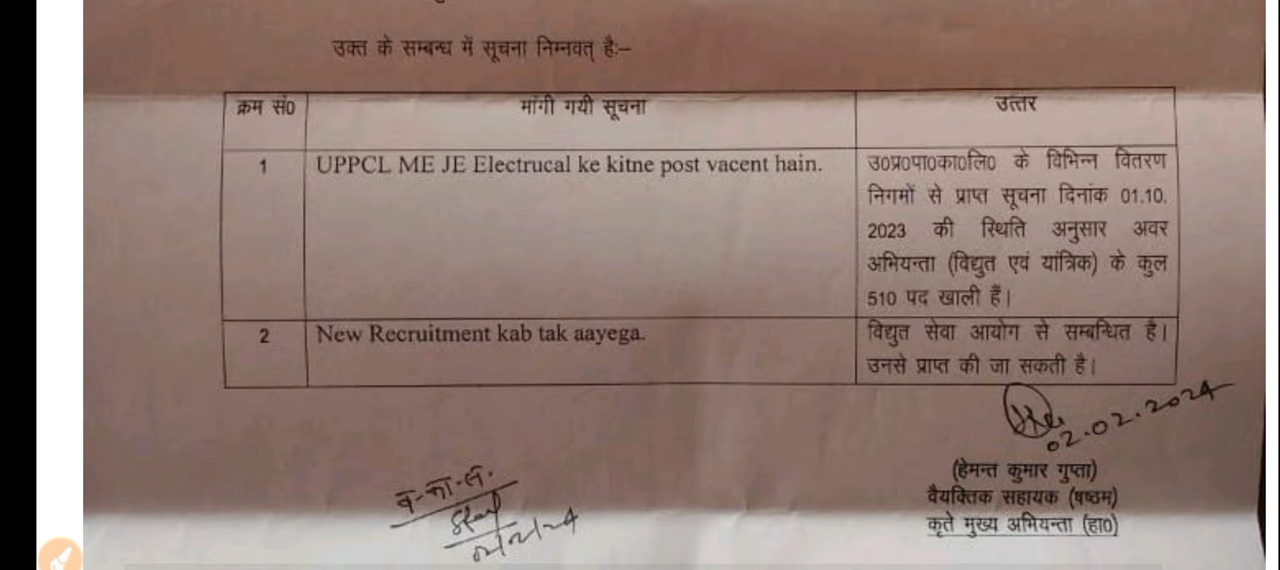 उक्त के सम्बन्ध में सूचना निम्नवत् है:–
क्रम सं0
मांगी गयी सूचना
उत्तर
1
UPPCL ME JE Electrucal ke kitne post vacent hain.
उ0प्र0पा0का0लि0 के विभिन्न वितरण
निगमों से प्राप्त सूचना दिनांक 01.10.
2023 की स्थिति अनुसार अवर
अभियन्ता (विद्युत एवं यांत्रिक) के कुल
510 पद खाली हैं।
2
New Recruitment kab tak aayega.
विद्युत सेवा आयोग से सम्बन्धित है।
उनसे प्राप्त की जा सकती है।
02.02.2024
(हेमन्त कुमार गुप्ता)
वैयक्तिक सहायक (षष्ठम)
कृते मुख्य अभियन्ता (हा0)